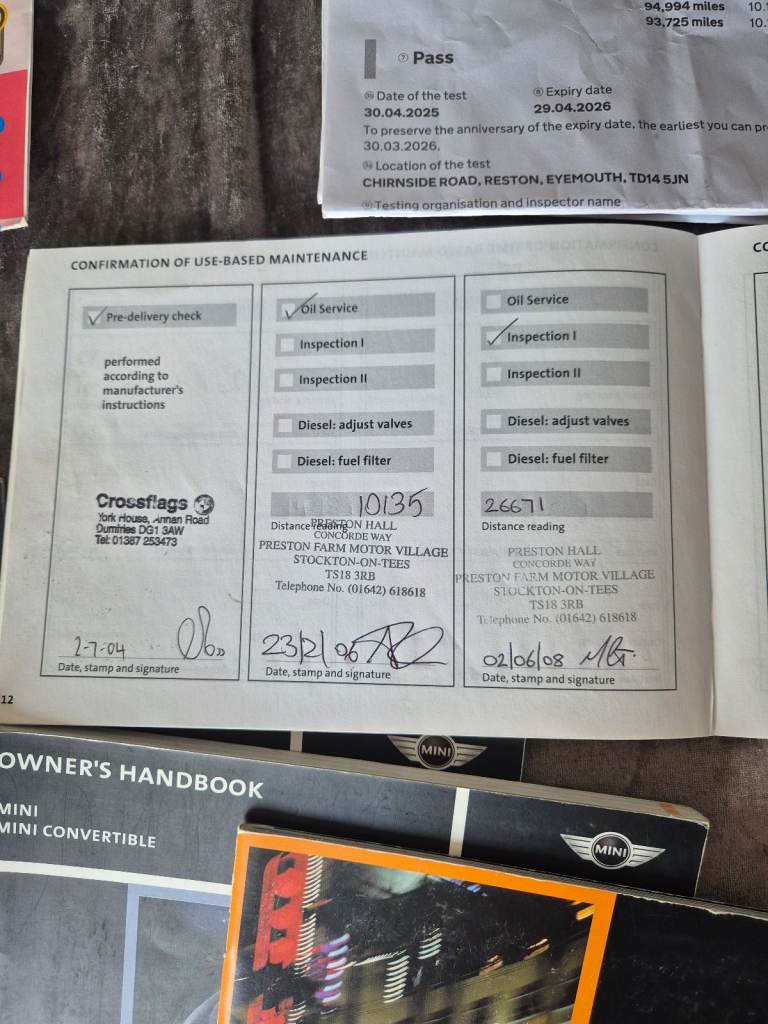 94,994 miles 10.
93,725 miles 10.
Pass
Date of the test
30.04.2025
Expiry date
29.04.2026
To preserve the anniversary of the expiry date, the earliest you can
30.03.2026.
Location of the test
CHIRNSIDE ROAD, RESTON, EYEMOUTH, TD14 5JN
Testing organisation and inspector name
CONFIRMATION OF USE-BASED MAINTENANCE
Pre-delivery check
performed
according to
manufacturer's
instructions
Crossflags
York House, Annan Road
Dumfries DG1 3AW
Tel: 01387 253473
2-7-04
Date, stamp and signature
Oil Service
Inspection I
Inspection II
Diesel: adjust valves
Diesel: fuel filter
10135
Distance reading
PRESTON HALL
CONCORDE WAY
PRESTON FARM MOTOR VILLAGE
STOCKTON-ON-TEES
TS18 3RB
Telephone No. (01642) 618618
23/2/06
Date, stamp and signature
Oil Service
Inspection I
Inspection II
Diesel: adjust valves
Diesel: fuel filter
26671
Distance reading
PRESTON HALL
CONCORDE WAY
PRESTON FARM MOTOR VILLAGE
STOCKTON-ON-TEES
TS18 3RB
Telephone No. (01642) 618618
02/06/08
Date, stamp and signature
12
MINI
OWNER'S HANDBOOK
MINI
MINI CONVERTIBLE
MINI